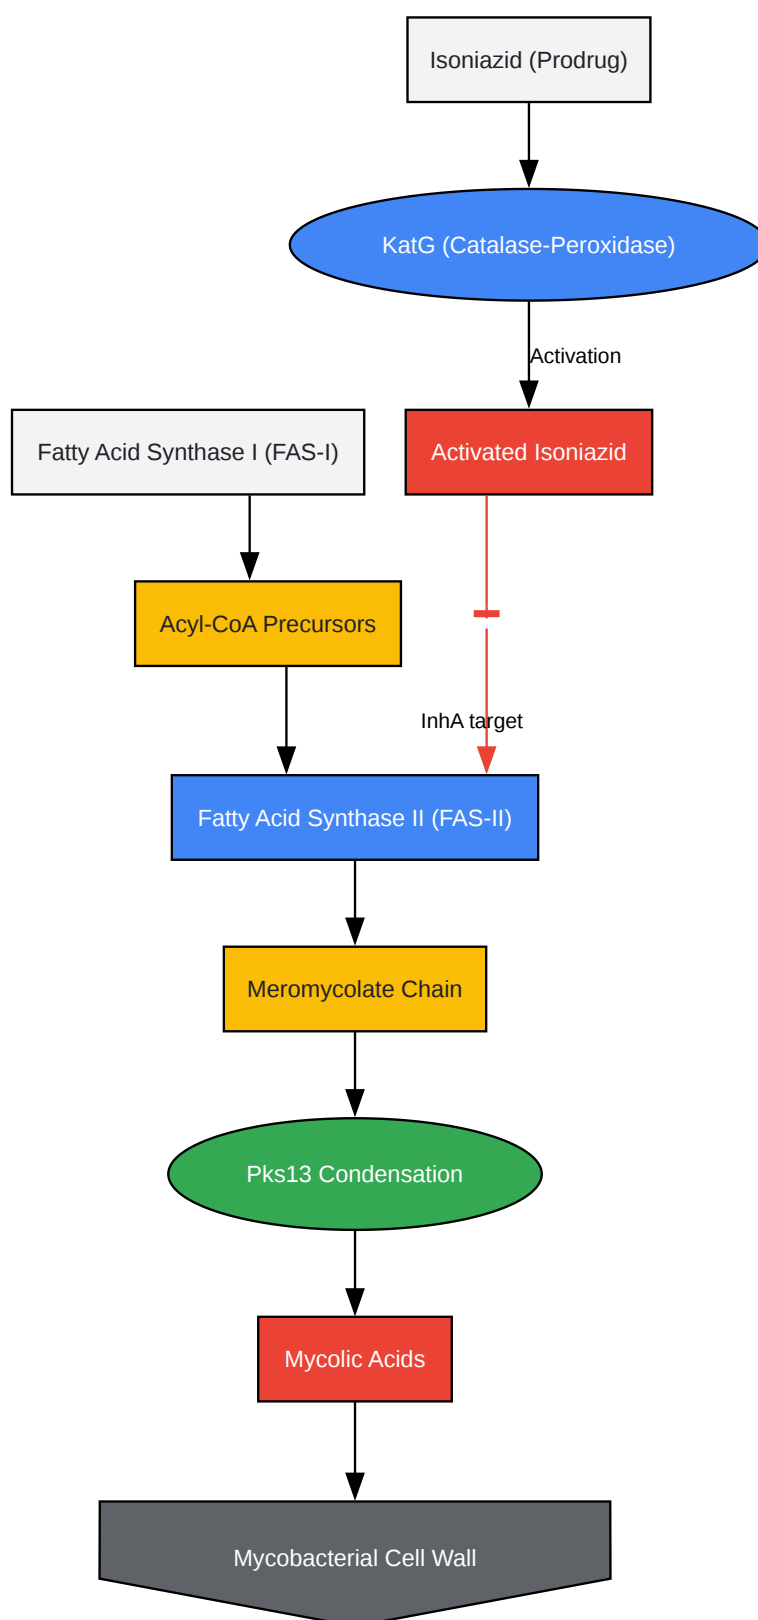 Isoniazid (Prodrug)
KatG (Catalase-Peroxidase)
Activation
Fatty Acid Synthase I (FAS-I)
Activated Isoniazid
Acyl-CoA Precursors
InhA target
Fatty Acid Synthase II (FAS-II)
Meromycolate Chain
Pks13 Condensation
Mycolic Acids
Mycobacterial Cell Wall